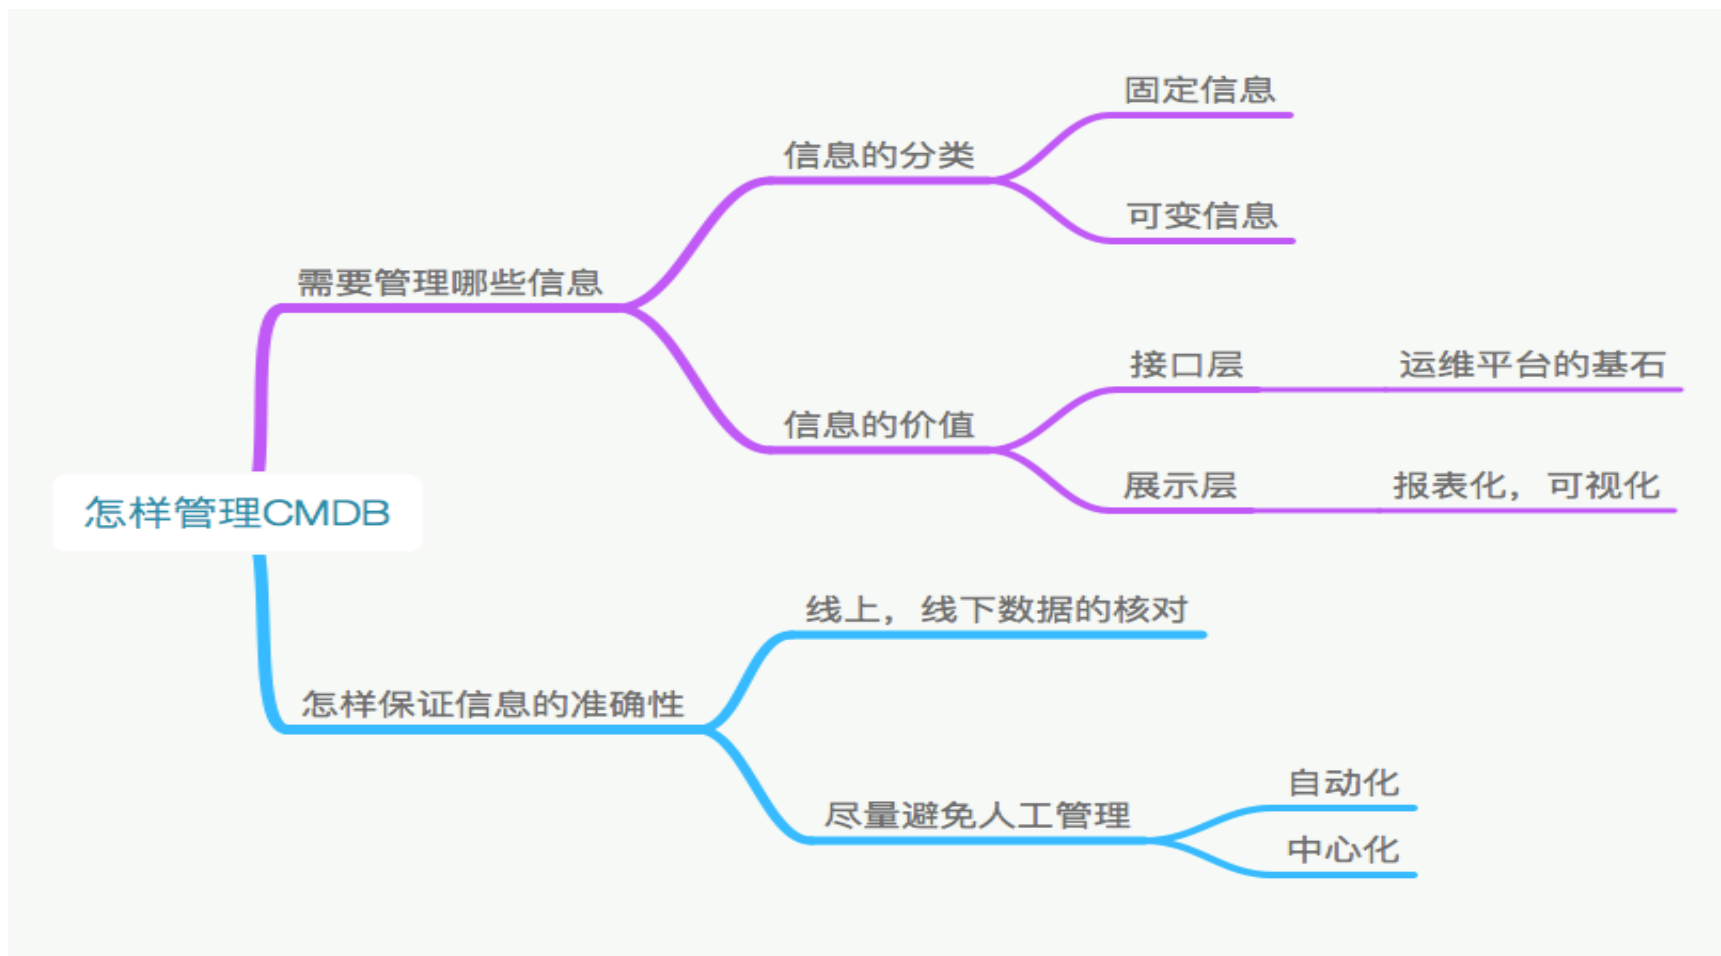 固定信息
信息的分类
可变信息
需要管理哪些信息
接口层
运维平台的基石
信息的价值
展示层
报表化，可视化
怎样管理CMDB
线上，线下数据的核对
怎样保证信息的准确性
自动化
尽量避免人工管理
中心化